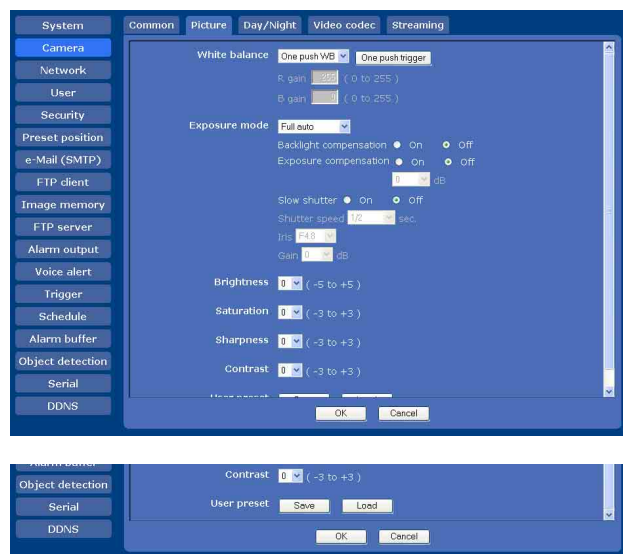 System
Camera
Network
User
Security
Preset position
e-Mail (SMTP)
FTP client
Image memory
FTP server
Alarm output
Voice alert
Trigger
Schedule
Alarm buffer
Object detection
Serial
DDNS
Common Picture Day/Night Video codec Streaming
White balance One push WB One push trigger
R gain 255 ( 0 to 255 )
B gain ( 0 to 255 )
Exposure mode Full auto
Backlight compensation On Off
Exposure compensation On Off
0 dB
Slow shutter On Off
Shutter speed 1/2 sec.
Iris F4.8
Gain 0 dB
Brightness 0 ( -5 to +5 )
Saturation 0 ( -3 to +3 )
Sharpness 0 ( -3 to +3 )
Contrast 0 ( -3 to +3 )
User preset
OK Cancel
Alarm buffer
Object detection
Serial
DDNS
Contrast 0 ( -3 to +3 )
User preset Save Load
OK Cancel